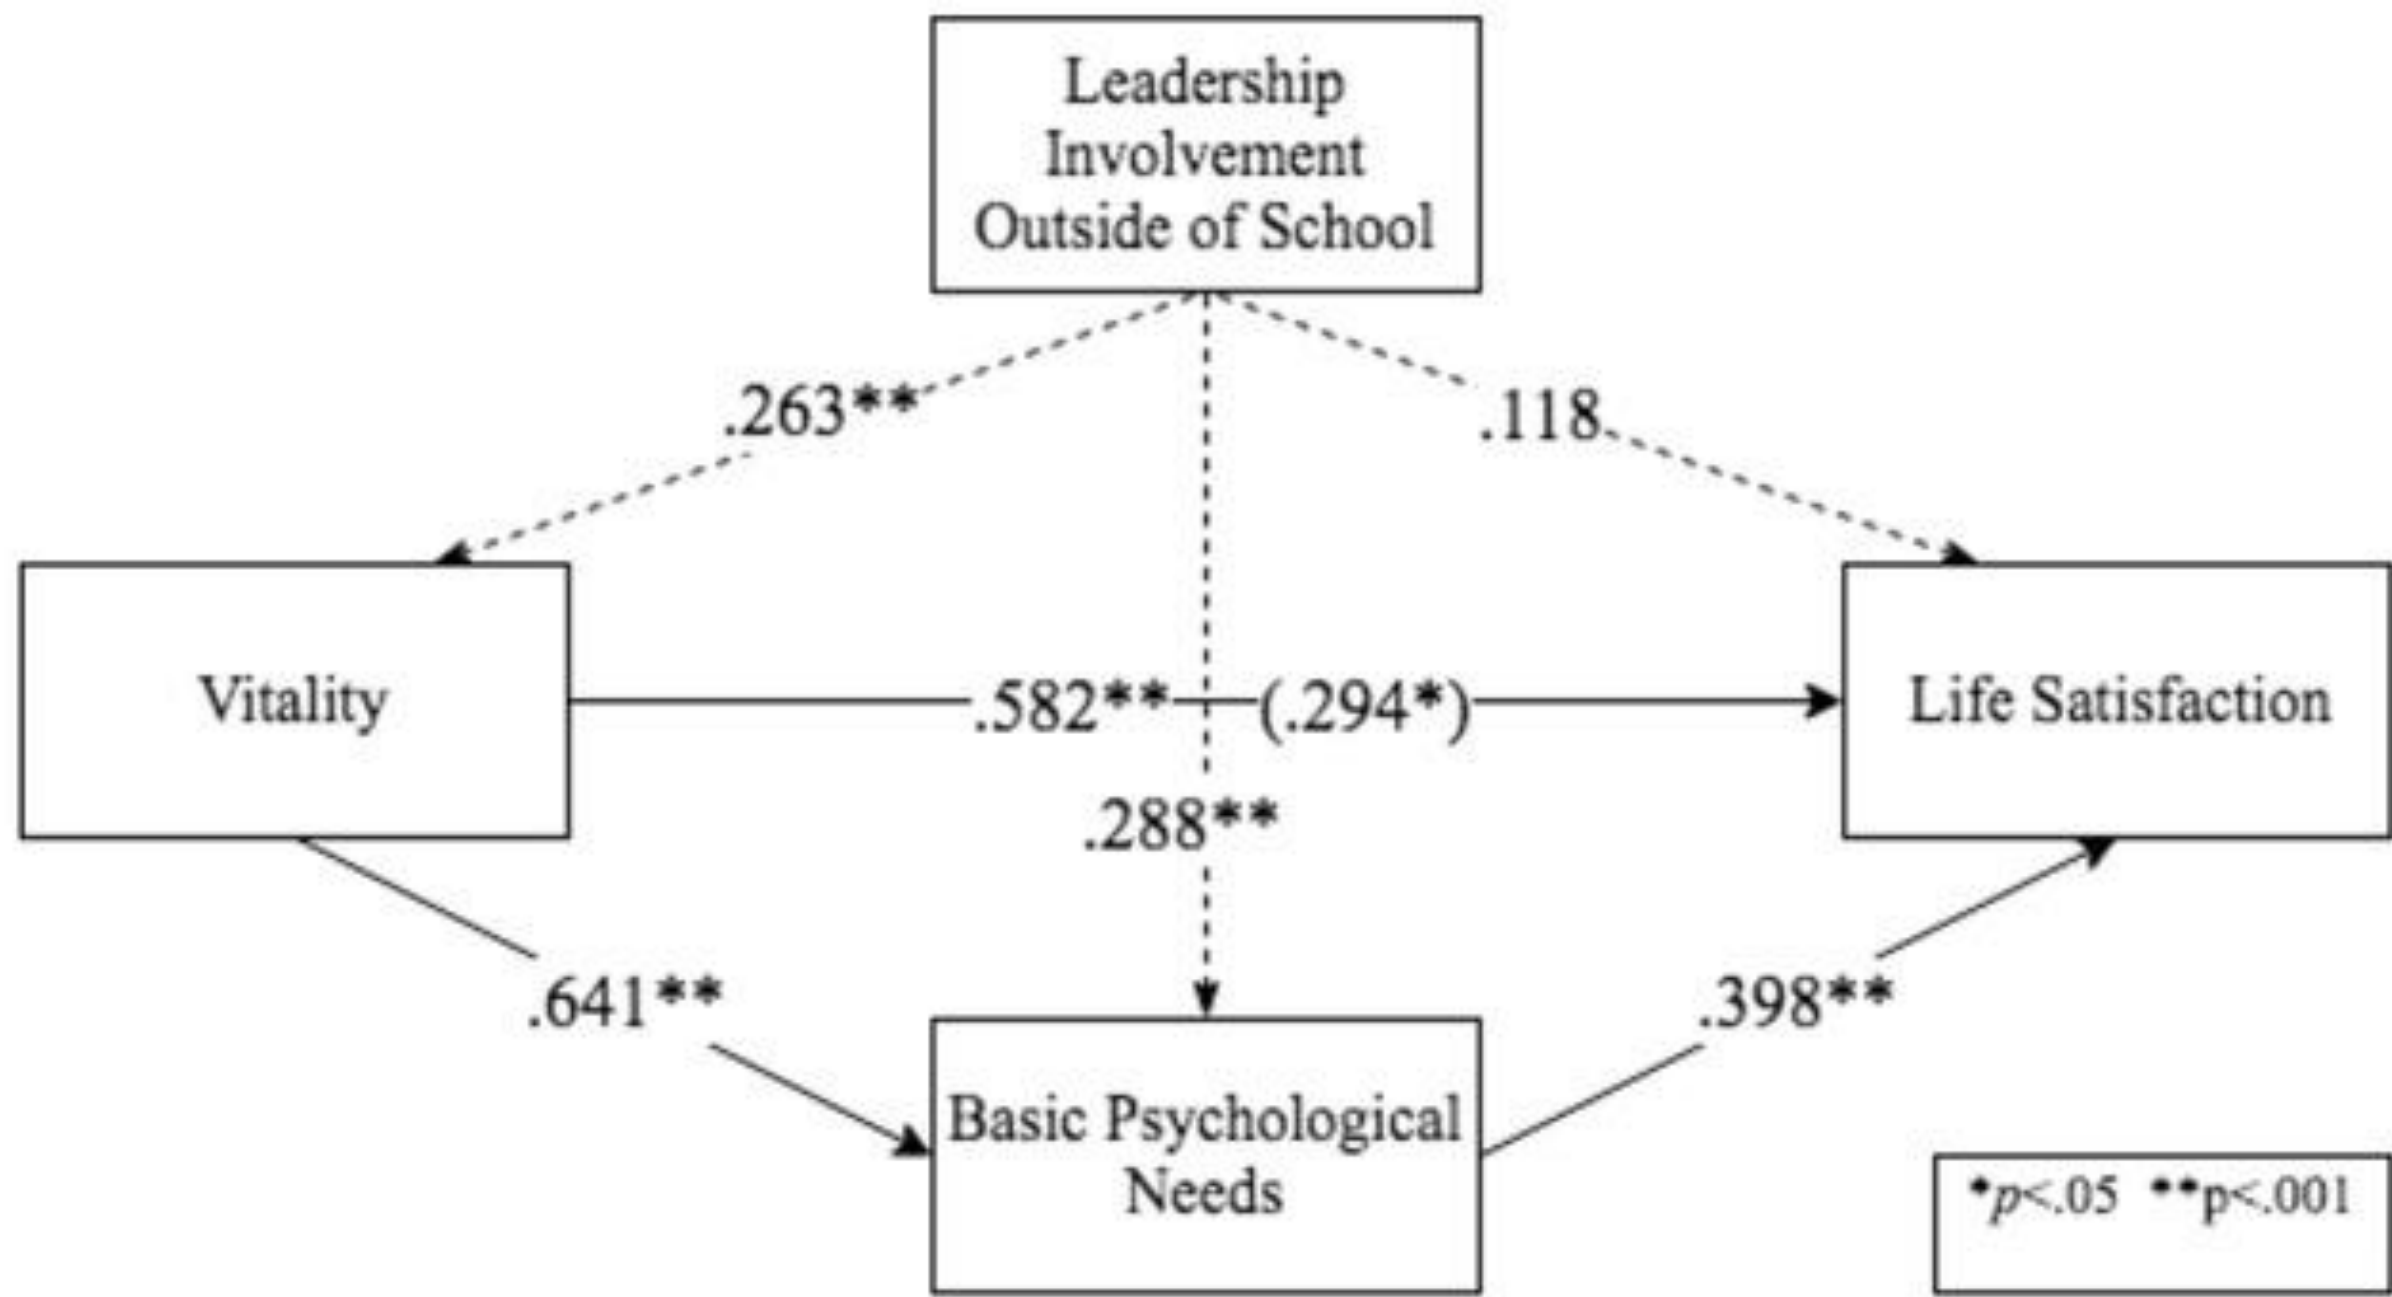 Leadership
Involvement
Outside of School
.263**
.118
Vitality
.582** (.294*)
Life Satisfaction
.288**
.641**
.398**
Basic Psychological
Needs
*p<.05 **p<.001